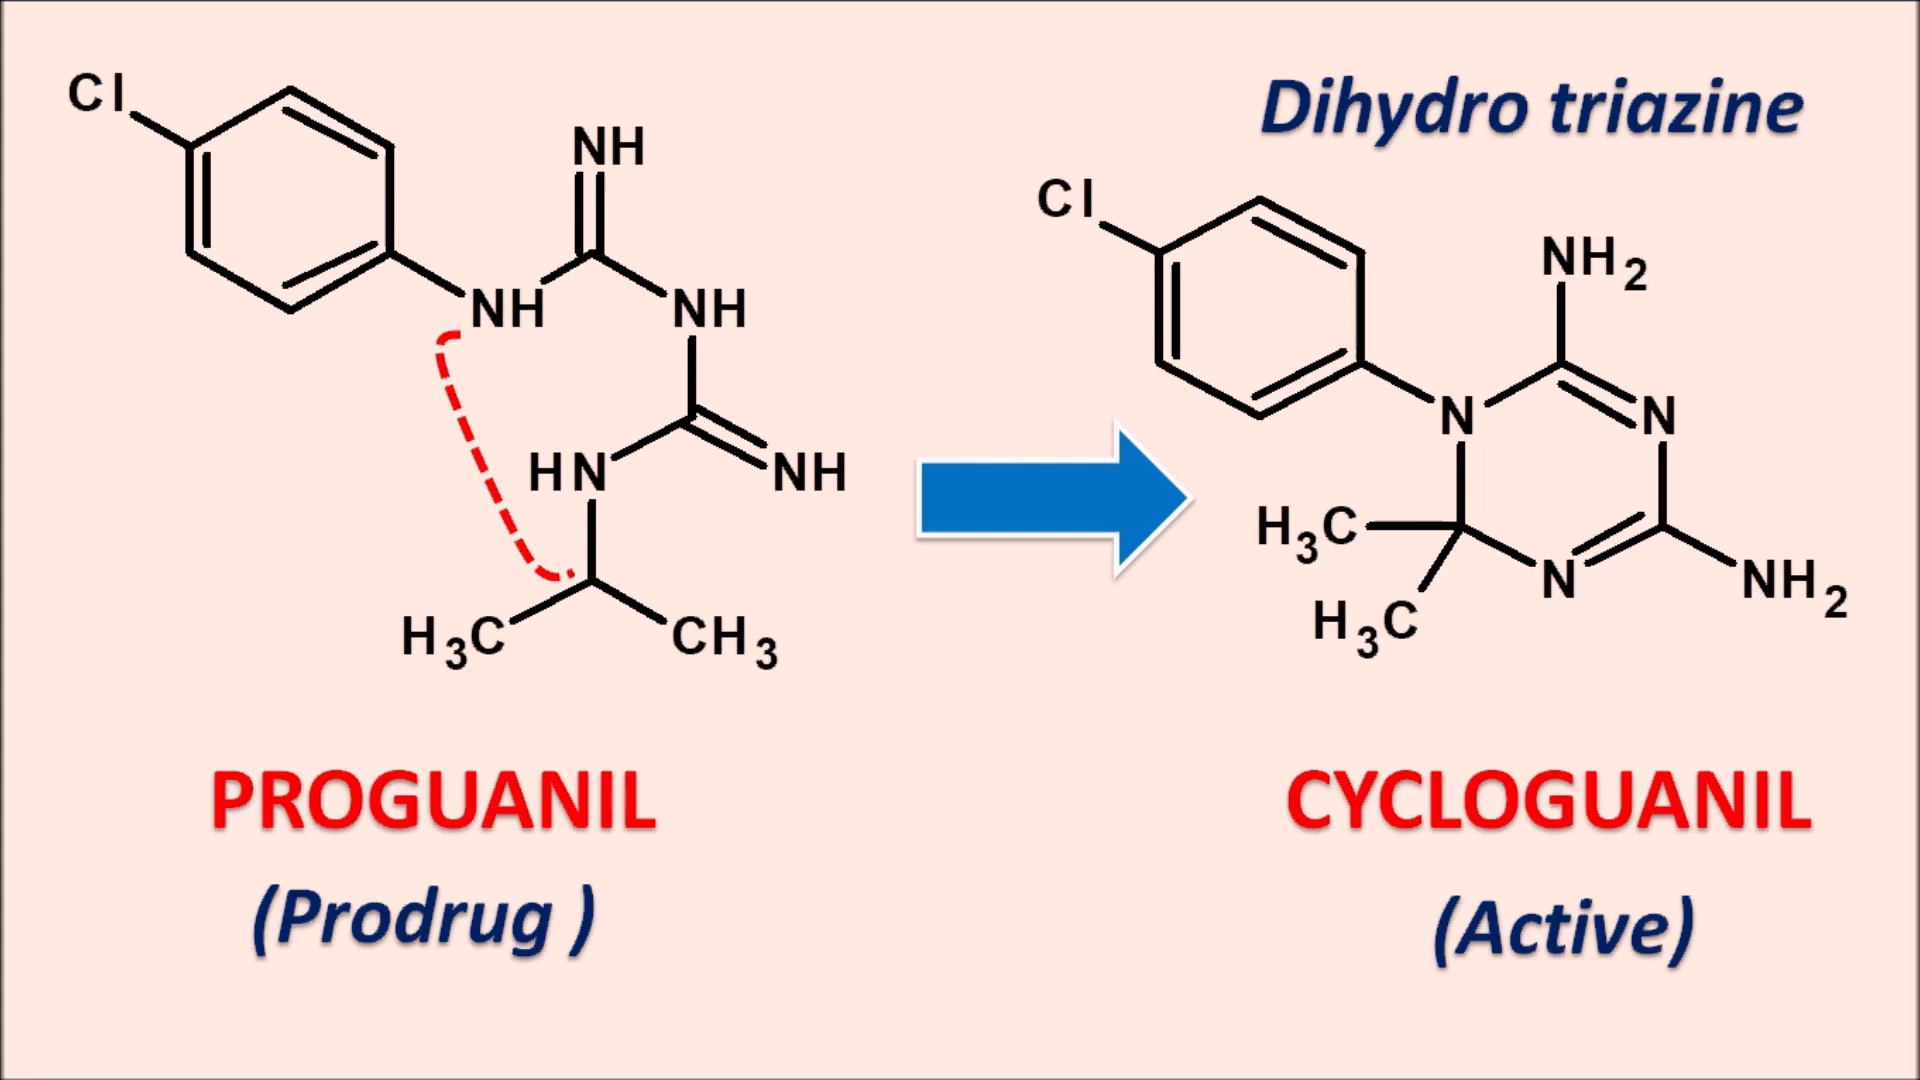 Cl
NH
NH
NH
HN
NH
H3C
CH3
PROGUANIL
(Prodrug )
Dihydro triazine
Cl
NH2
N
N
H3C
N
NH2
H3C
CYCLOGUANIL
(Active)